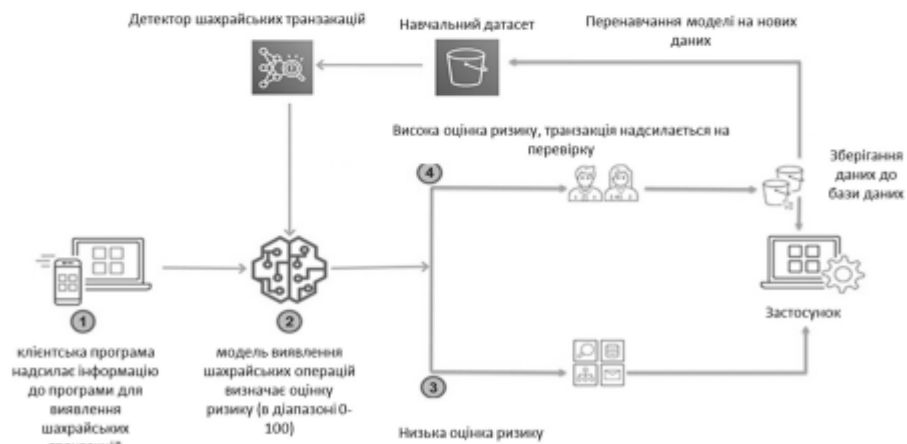 Детектор шахрайських транзакацій
Навчальний датасет
Перенавчання моделі на нових
даних
Висока оцінка ризику, транзакція надсилається на
перевірку
4
Зберігання
даних до
бази даних
1
клієнтська програма
надсилає інформацію
до програми для
виявлення
шахрайських
2
модель виявлення
шахрайських операцій
визначає оцінку
ризику (в діапазоні 0-
100)
Застосунок
3
Низька оцінка ризику